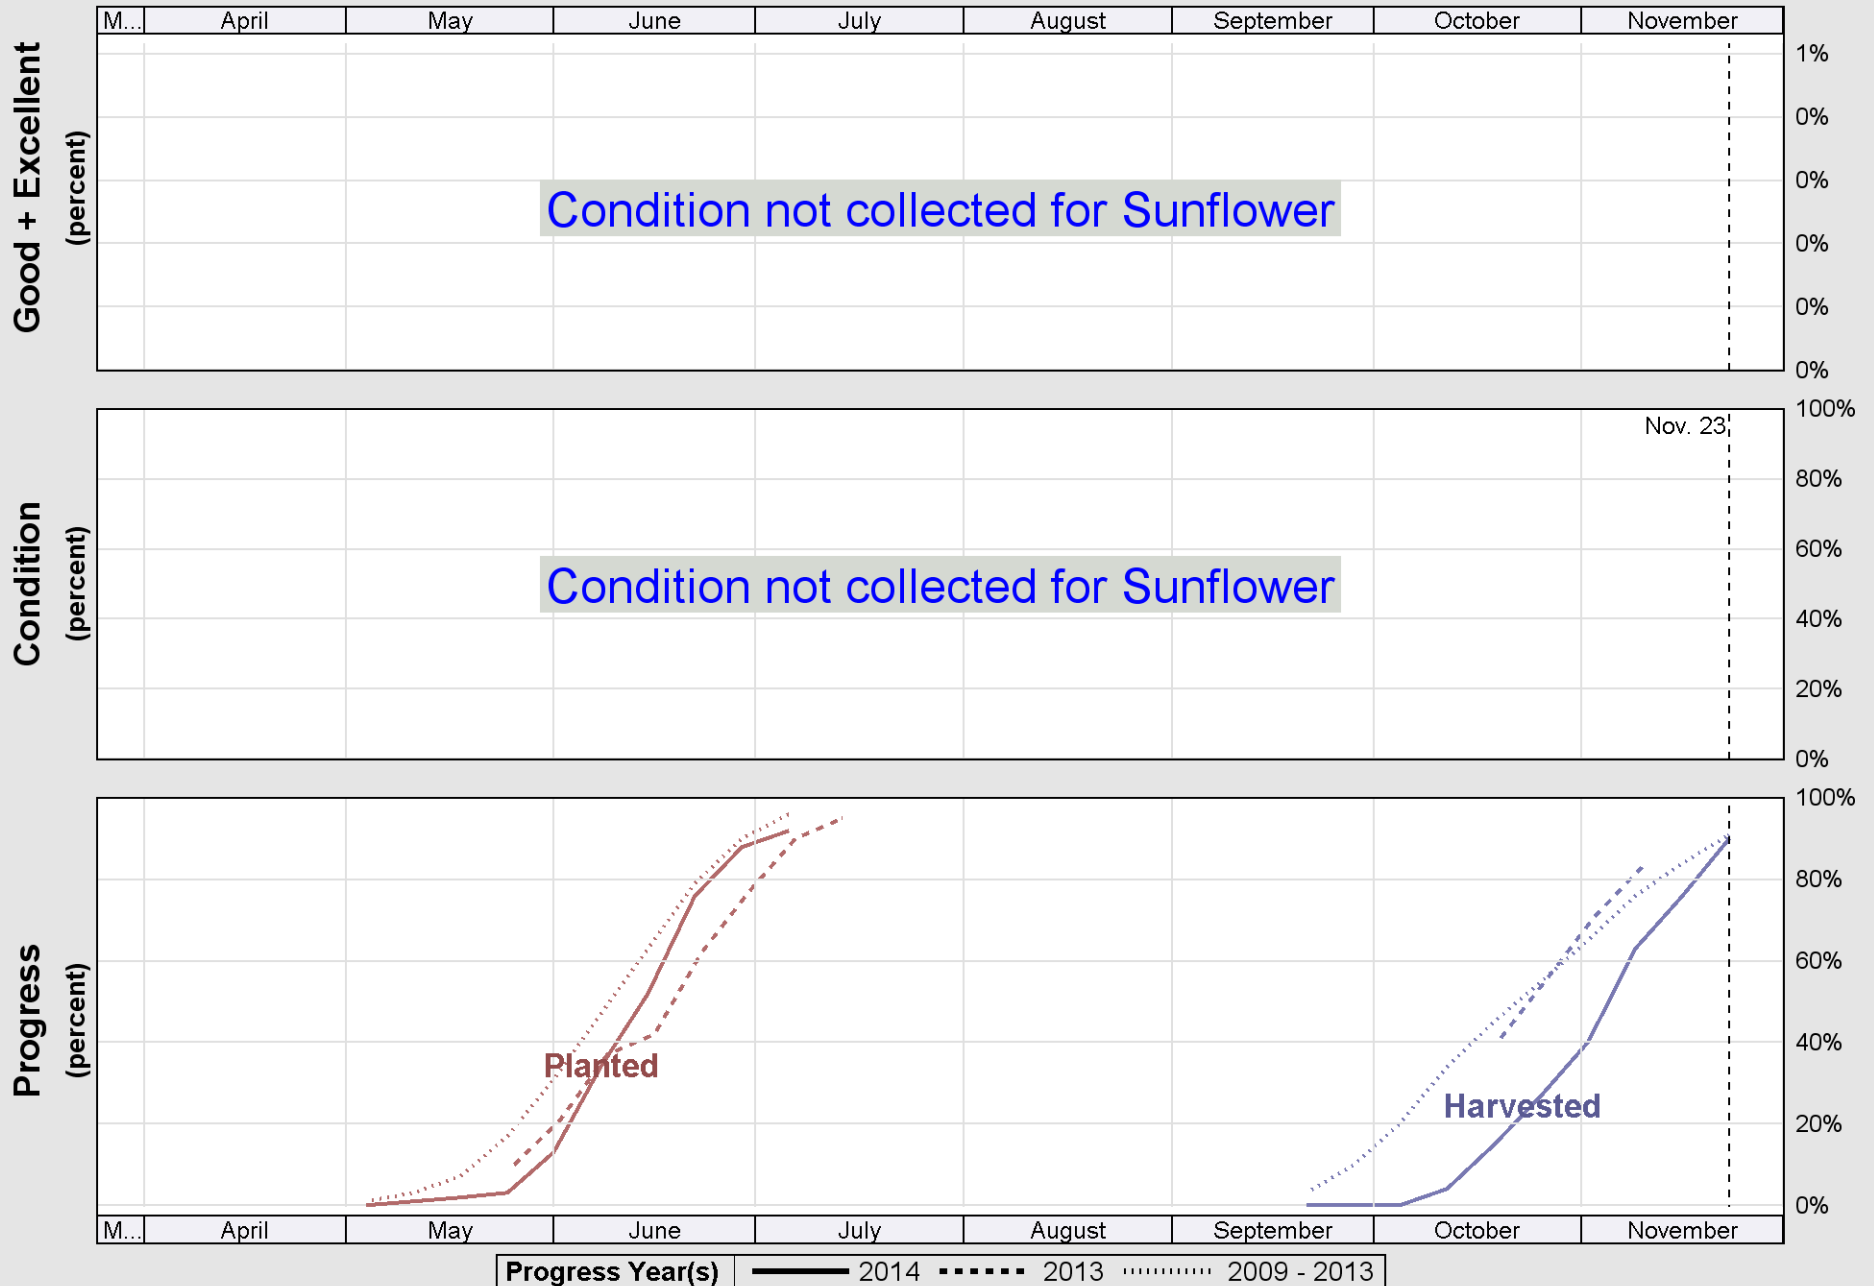 M... April May June July August September October November
Good + Excellent
(percent)
1%
0%
0%
0%
0%
0%
Condition not collected for Sunflower
Condition
(percent)
Nov. 23
100%
80%
60%
40%
20%
0%
Condition not collected for Sunflower
Progress
(percent)
100%
80%
60%
40%
20%
0%
Planted
Harvested
M... April May June July August September October November
Progress Year(s) 2014 2013 2009 - 2013